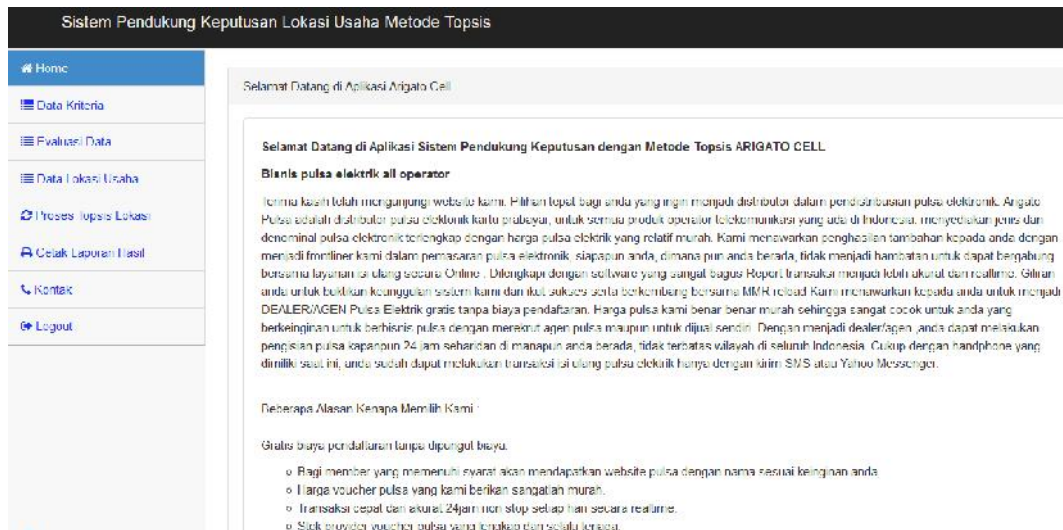 Sistem Pendukung Keputusan Lokasi Usaha Metode Topsis
Home
Data Kriteria
Evaluasi Data
Data Lokasi Usaha
Proses Topsis Lokasi
Cetak Laporan Hasil
Kontak
Logout
Selamat Datang di Aplikasi Arigato Cell
Selamat Datang di Aplikasi Sistem Pendukung Keputusan dengan Metode Topsis ARIGATO CELL
Bisnis pulsa elektrik all operator
Terima kasih telah mengunjungi website kami. Pilihan tepat bagi anda yang ingin menjadi distributor dalam pendistribusian pulsa elektronik. Arigato
Pulsa adalah distributor pulsa elektonik kartu prabayar, untuk semua produk operator telekomunikasi yang ada di Indonesia. menyediakan jenis dan
denominal pulsa elektronik terlengkap dengan harga pulsa elektrik yang relatif murah. Kami menawarkan penghasilan tambahan kepada anda dengan
menjadi frontliner kami dalam pemasaran pulsa elektronik, siapapun anda, dimana pun anda berada, tidak menjadi hambatan untuk dapat bergabung
bersama layanan isi ulang secara Online . Dilengkapi dengan software yang sangat bagus Report transaksi menjadi lebih akurat dan realtime. Giliran
anda untuk buktikan keunggulan sistem kami dan ikut sukses serta berkembang bersama MMR reload Kami menawarkan kepada anda untuk menjadi
DEALER/AGEN Pulsa Elektrik gratis tanpa biaya pendaftaran. Harga pulsa kami benar benar murah sehingga sangat cocok untuk anda yang
berkeinginan untuk berbisnis pulsa dengan merekrut agen pulsa maupun untuk dijual sendiri. Dengan menjadi dealer/agen ,anda dapat melakukan
pengisian pulsa kapanpun 24 jam seharidan di manapun anda berada, tidak terbatas wilayah di seluruh Indonesia. Cukup dengan handphone yang
dimiliki saat ini, anda sudah dapat melakukan transaksi isi ulang pulsa elektrik hanya dengan kirim SMS atau Yahoo Messenger.
Beberapa Alasan Kenapa Memilih Kami :
Gratis biaya pendaftaran tanpa dipungut biaya.
Bagi member yang memenuhi syarat akan mendapatkan website pulsa dengan nama sesuai keinginan anda
Harga voucher pulsa yang kami berikan sangatlah murah.
Transaksi cepat dan akurat 24jam non stop setiap hari secara realtime.
Stok provider voucher pulsa yang lengkap dan selalu terjaga.